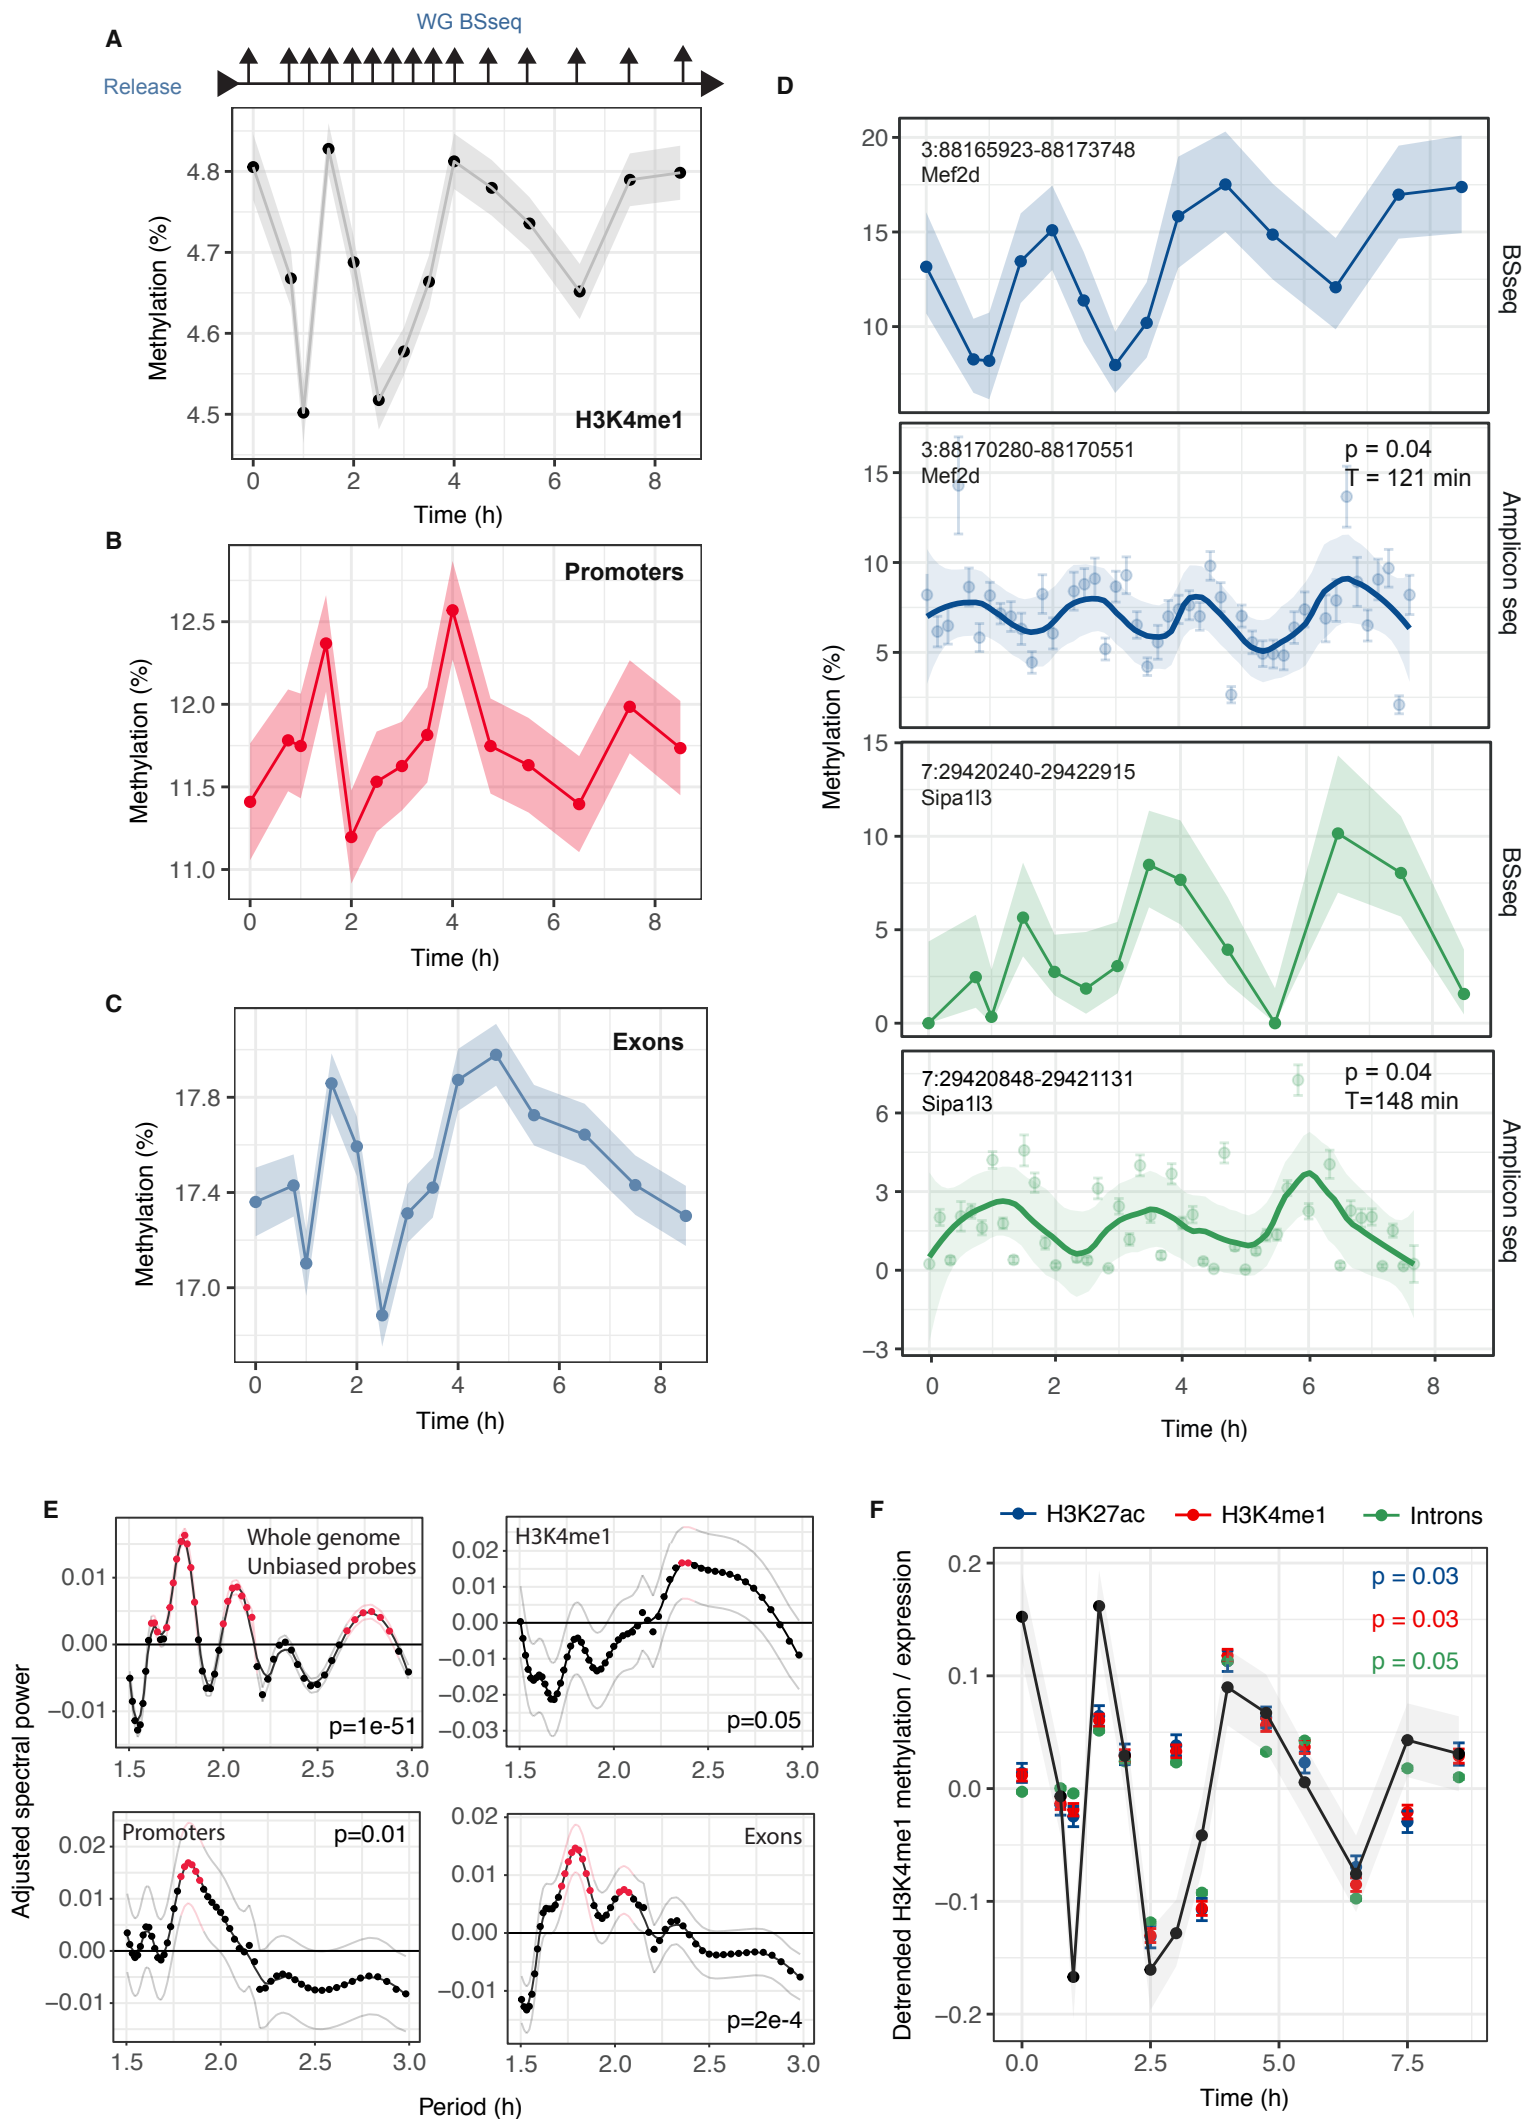 A
WG BSseq
Release
4.8
4.7
4.6
4.5
Methylation (%)
H3K4me1
0 2 4 6 8
Time (h)
B
Promoters
12.5
12.0
11.5
11.0
Methylation (%)
0 2 4 6 8
Time (h)
C
Exons
17.8
17.4
17.0
Methylation (%)
0 2 4 6 8
Time (h)
D
Methylation (%)
20
15
10
3:88165923-88173748
Mef2d
BSseq
15
10
5
3:88170280-88170551
Mef2d
p = 0.04
T = 121 min
Amplicon seq
15
10
5
0
7:29420240-29422915
Sipa1l3
BSseq
6
3
0
−3
7:29420848-29421131
Sipa1l3
p = 0.04
T=148 min
Amplicon seq
0 2 4 6 8
Time (h)
E
Adjusted spectral power
Whole genome
Unbiased probes
0.01
0.00
−0.01
p=1e-51
1.5 2.0 2.5 3.0
H3K4me1
0.02
0.01
0.00
−0.01
−0.02
−0.03
p=0.05
1.5 2.0 2.5 3.0
Promoters
p=0.01
0.02
0.01
0.00
−0.01
1.5 2.0 2.5 3.0
Exons
0.02
0.01
0.00
−0.01
p=2e-4
1.5 2.0 2.5 3.0
Period (h)
F
H3K27ac H3K4me1 Introns
Detrended H3K4me1 methylation / expression
0.2
0.1
0.0
−0.1
−0.2
p = 0.03
p = 0.03
p = 0.05
0.0 2.5 5.0 7.5
Time (h)